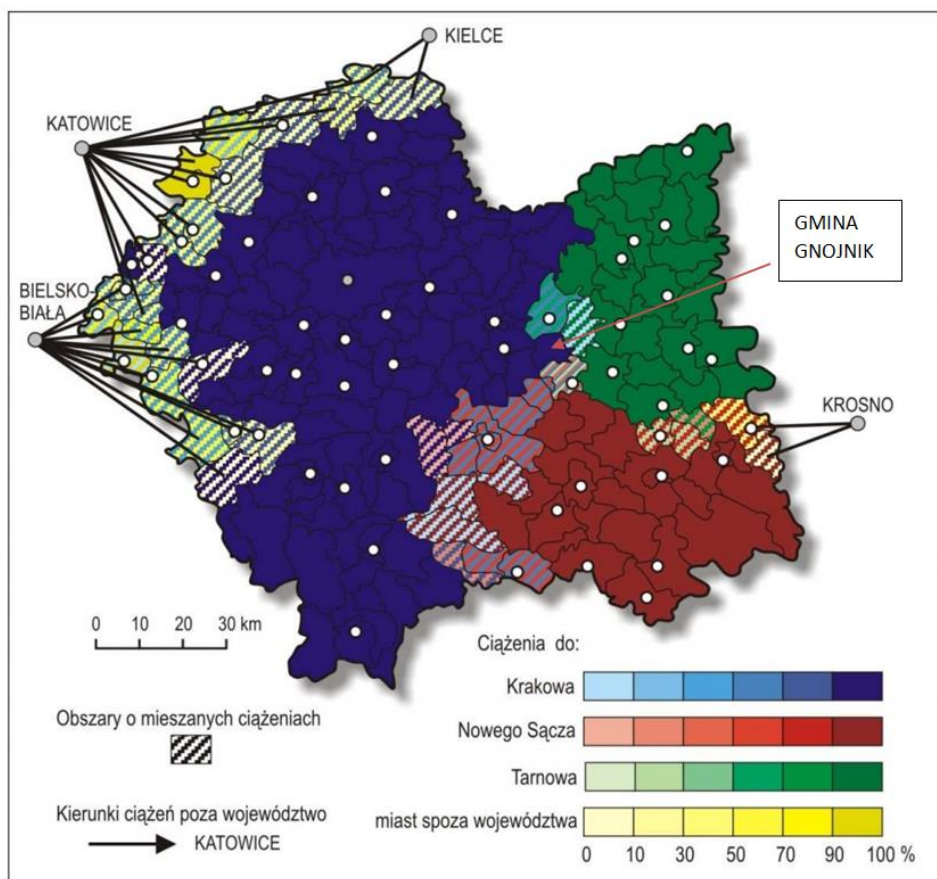 KIELCE
KATOWICE
GMINA
GNOJNIK
BIELSKO-
BIAŁA
KROSNO
0 10 20 30 km
Ciążenia do:
Krakowa
Obszary o mieszanych ciążeniach
Nowego Sącza
Tarnowa
Kierunki ciążeń poza województwo
KATOWICE
miast spoza województwa
0 10 30 50 70 90 100 %